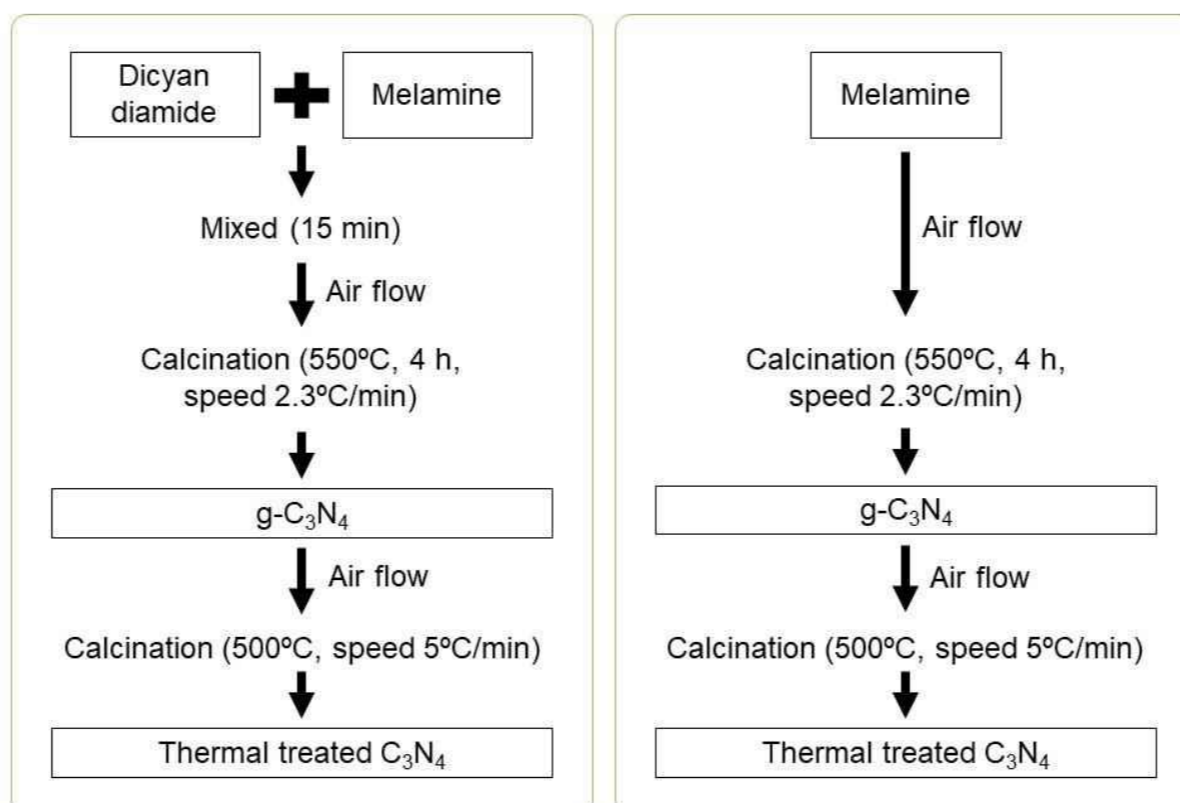 Dicyan
diamide
Melamine
Mixed (15 min)
Air flow
Calcination (550ºC, 4 h,
speed 2.3ºC/min)
g-C₃N₄
Air flow
Calcination (500ºC, speed 5ºC/min)
Thermal treated C₃N₄
Melamine
Air flow
Calcination (550ºC, 4 h,
speed 2.3ºC/min)
g-C₃N₄
Air flow
Calcination (500ºC, speed 5ºC/min)
Thermal treated C₃N₄